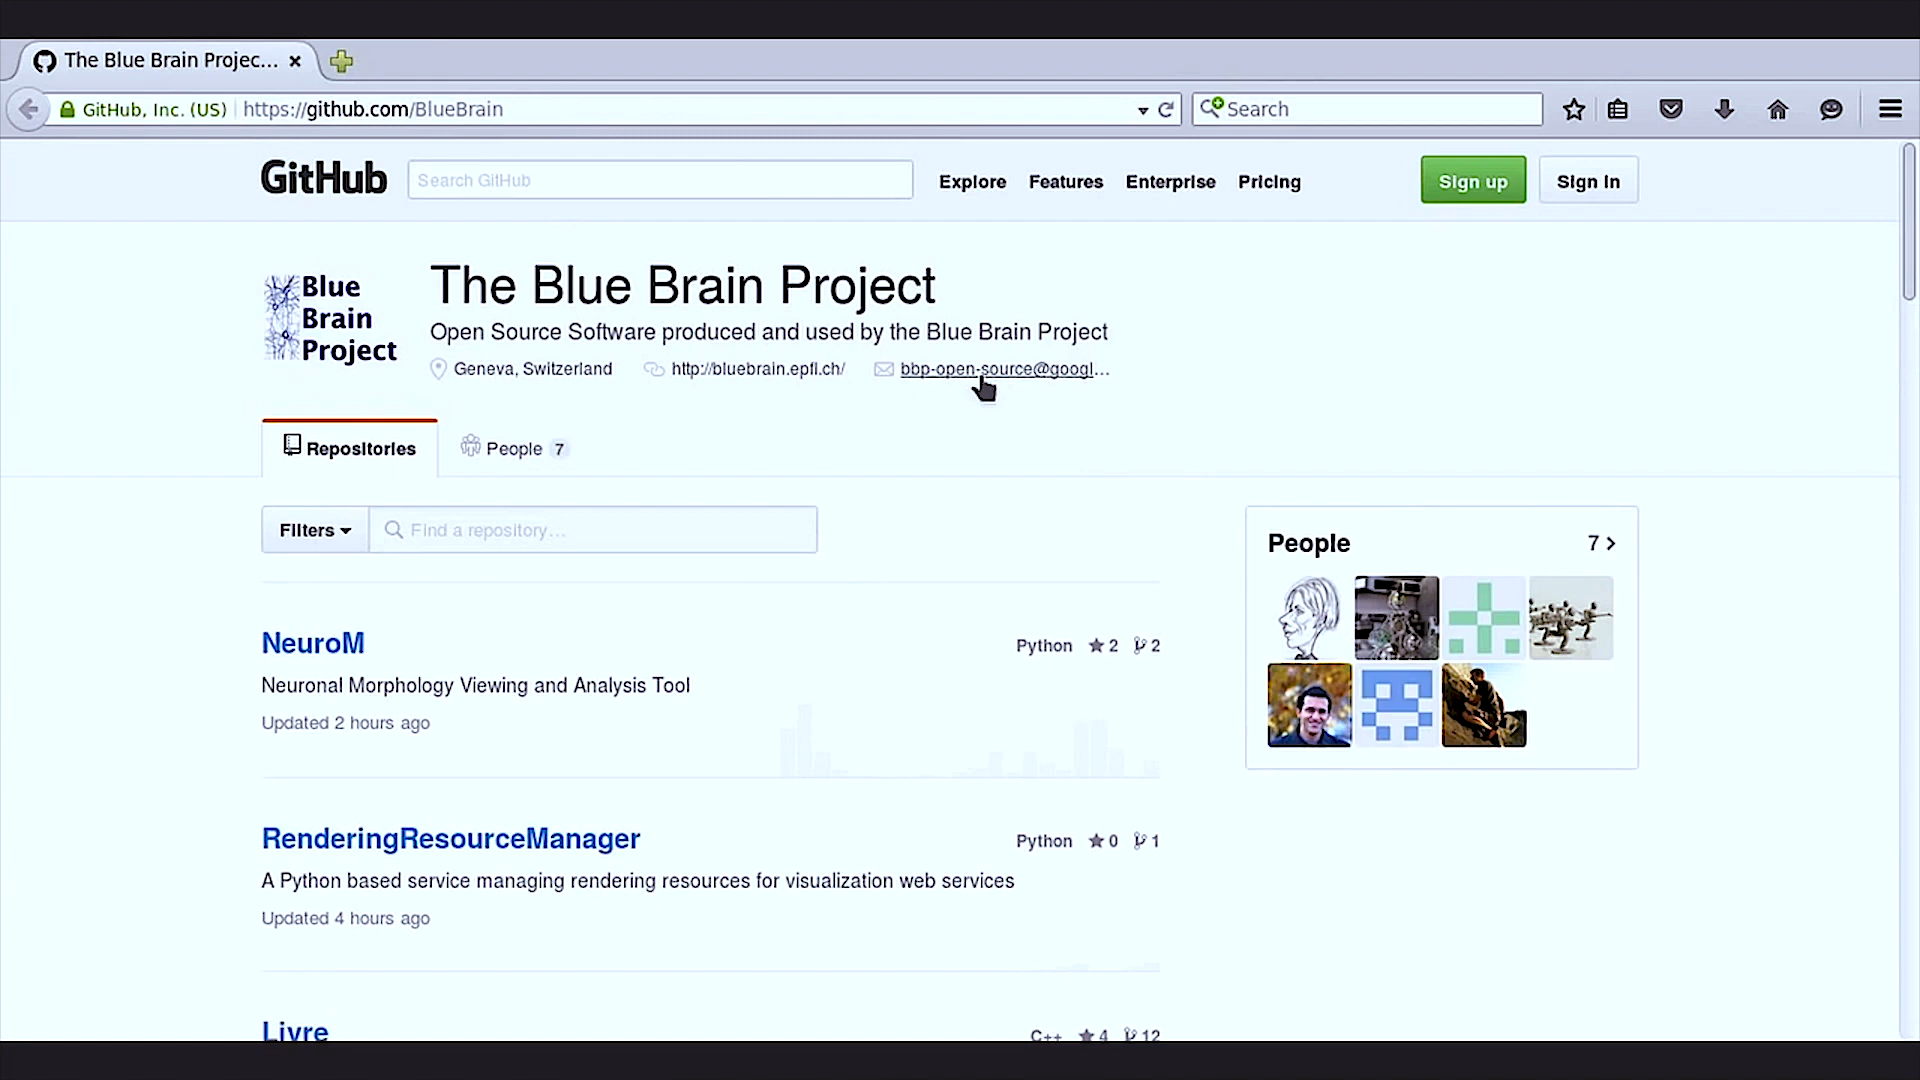 The Blue Brain Projec...
GitHub, Inc. (US) https://github.com/BlueBrain Search
GitHub Search GitHub Explore Features Enterprise Pricing Sign up Sign in
Blue Brain Project
The Blue Brain Project
Open Source Software produced and used by the Blue Brain Project
Geneva, Switzerland http://bluebrain.epfl.ch/ bbp-open-source@googl...
Repositories People 7
Filters Find a repository...
People 7
NeuroM Python 2 2
Neuronal Morphology Viewing and Analysis Tool
Updated 2 hours ago
RenderingResourceManager Python 0 1
A Python based service managing rendering resources for visualization web services
Updated 4 hours ago
Livre C++ 4 12